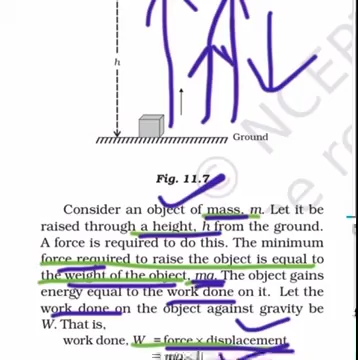 h
Ground
Fig. 11.7
© NCE
e re
Consider an object of mass, m. Let it be
raised through a height, h from the ground.
A force is required to do this. The minimum
force required to raise the object is equal to
the weight of the object, mg. The object gains
energy equal to the work done on it. Let the
work done on the object against gravity be
W. That is,
work done, W = force × displacement